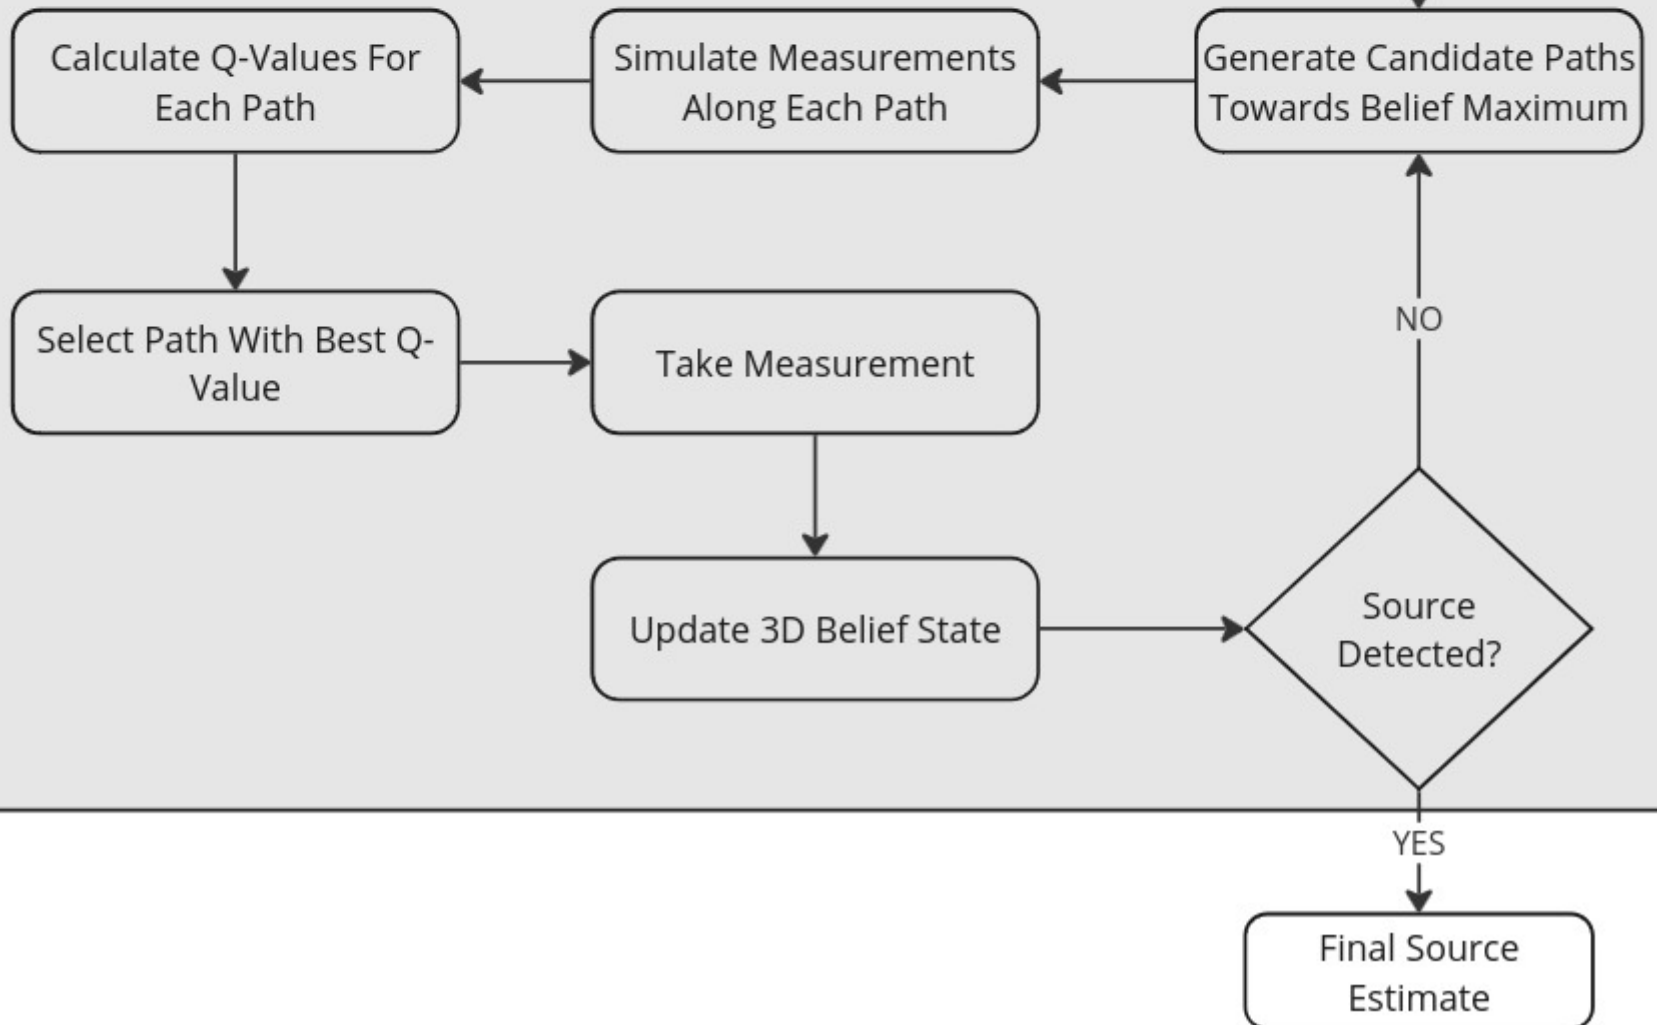 Calculate Q-Values For
Each Path
Simulate Measurements
Along Each Path
Generate Candidate Paths
Towards Belief Maximum
Select Path With Best Q-
Value
Take Measurement
NO
Update 3D Belief State
Source
Detected?
YES
Final Source
Estimate